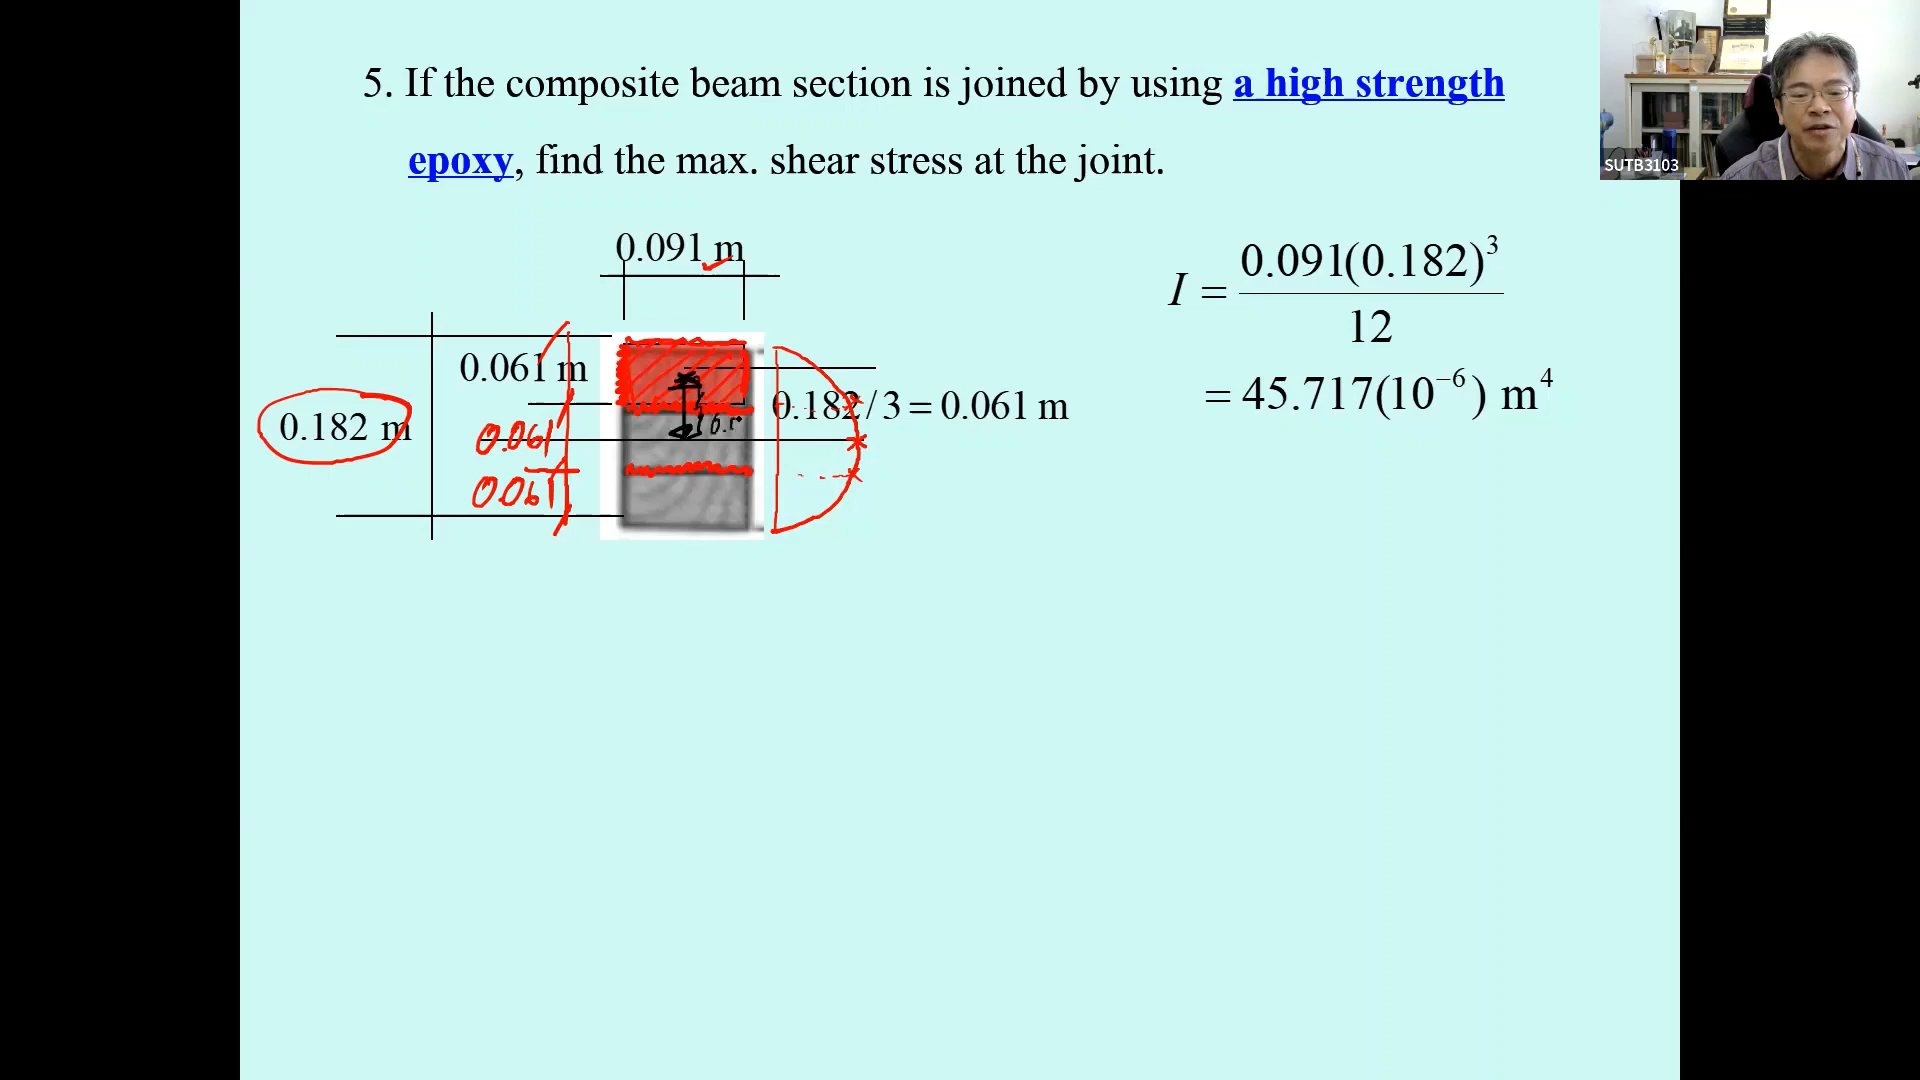 5. If the composite beam section is joined by using a high strength
epoxy, find the max. shear stress at the joint.
SUTB3103
0.091 m
I = 0.091(0.182)³ / 12
0.061 m
= 45.717(10⁻⁶) m⁴
0.182/3 = 0.061 m
0.182 m
0.061
0.061